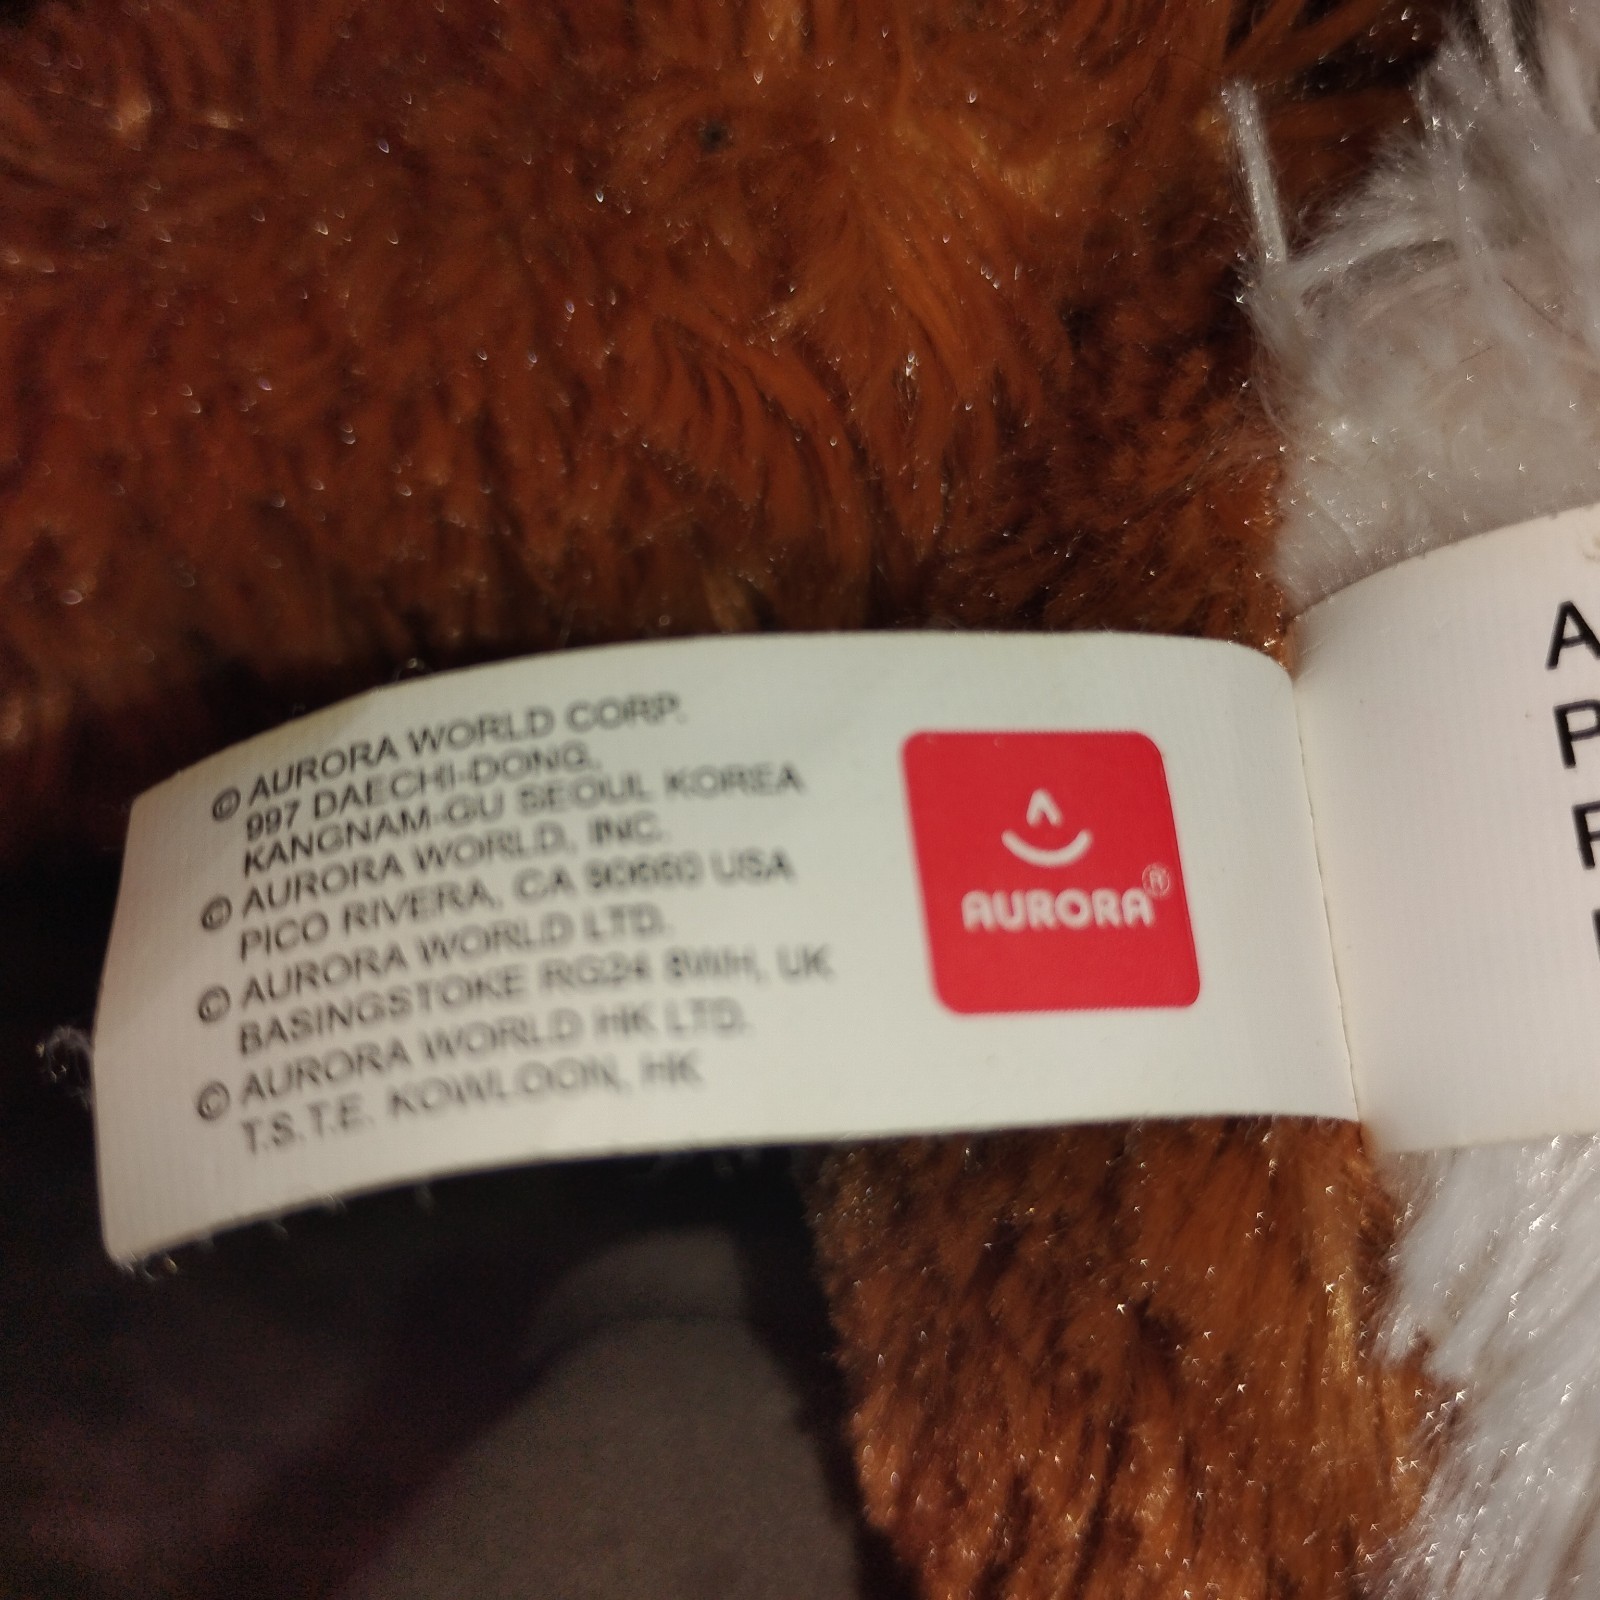 © AURORA WORLD CORP.
997 DAECHI-DONG,
KANGNAM-GU SEOUL KOREA
© AURORA WORLD, INC.
PICO RIVERA, CA 90660 USA
© AURORA WORLD LTD.
BASINGSTOKE RG24 8WH, UK
© AURORA WORLD HK LTD.
T.S.T.E. KOWLOON, HK
AURORA®
A
P